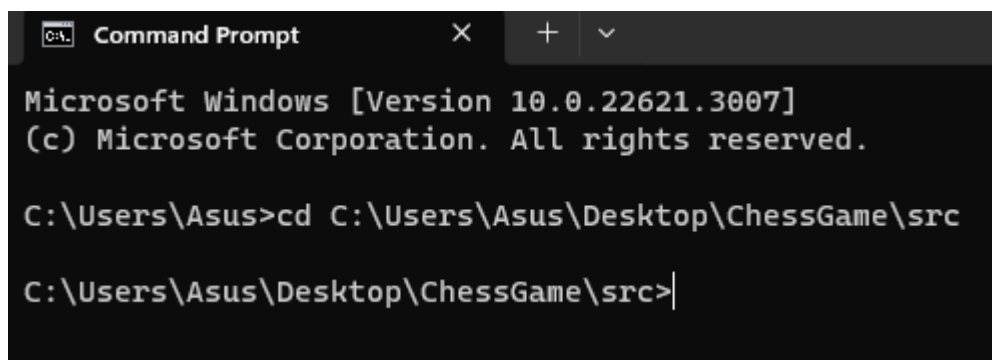 Command Prompt
Microsoft Windows [Version 10.0.22621.3007]
(c) Microsoft Corporation. All rights reserved.
C:\Users\Asus>cd C:\Users\Asus\Desktop\ChessGame\src
C:\Users\Asus\Desktop\ChessGame\src>